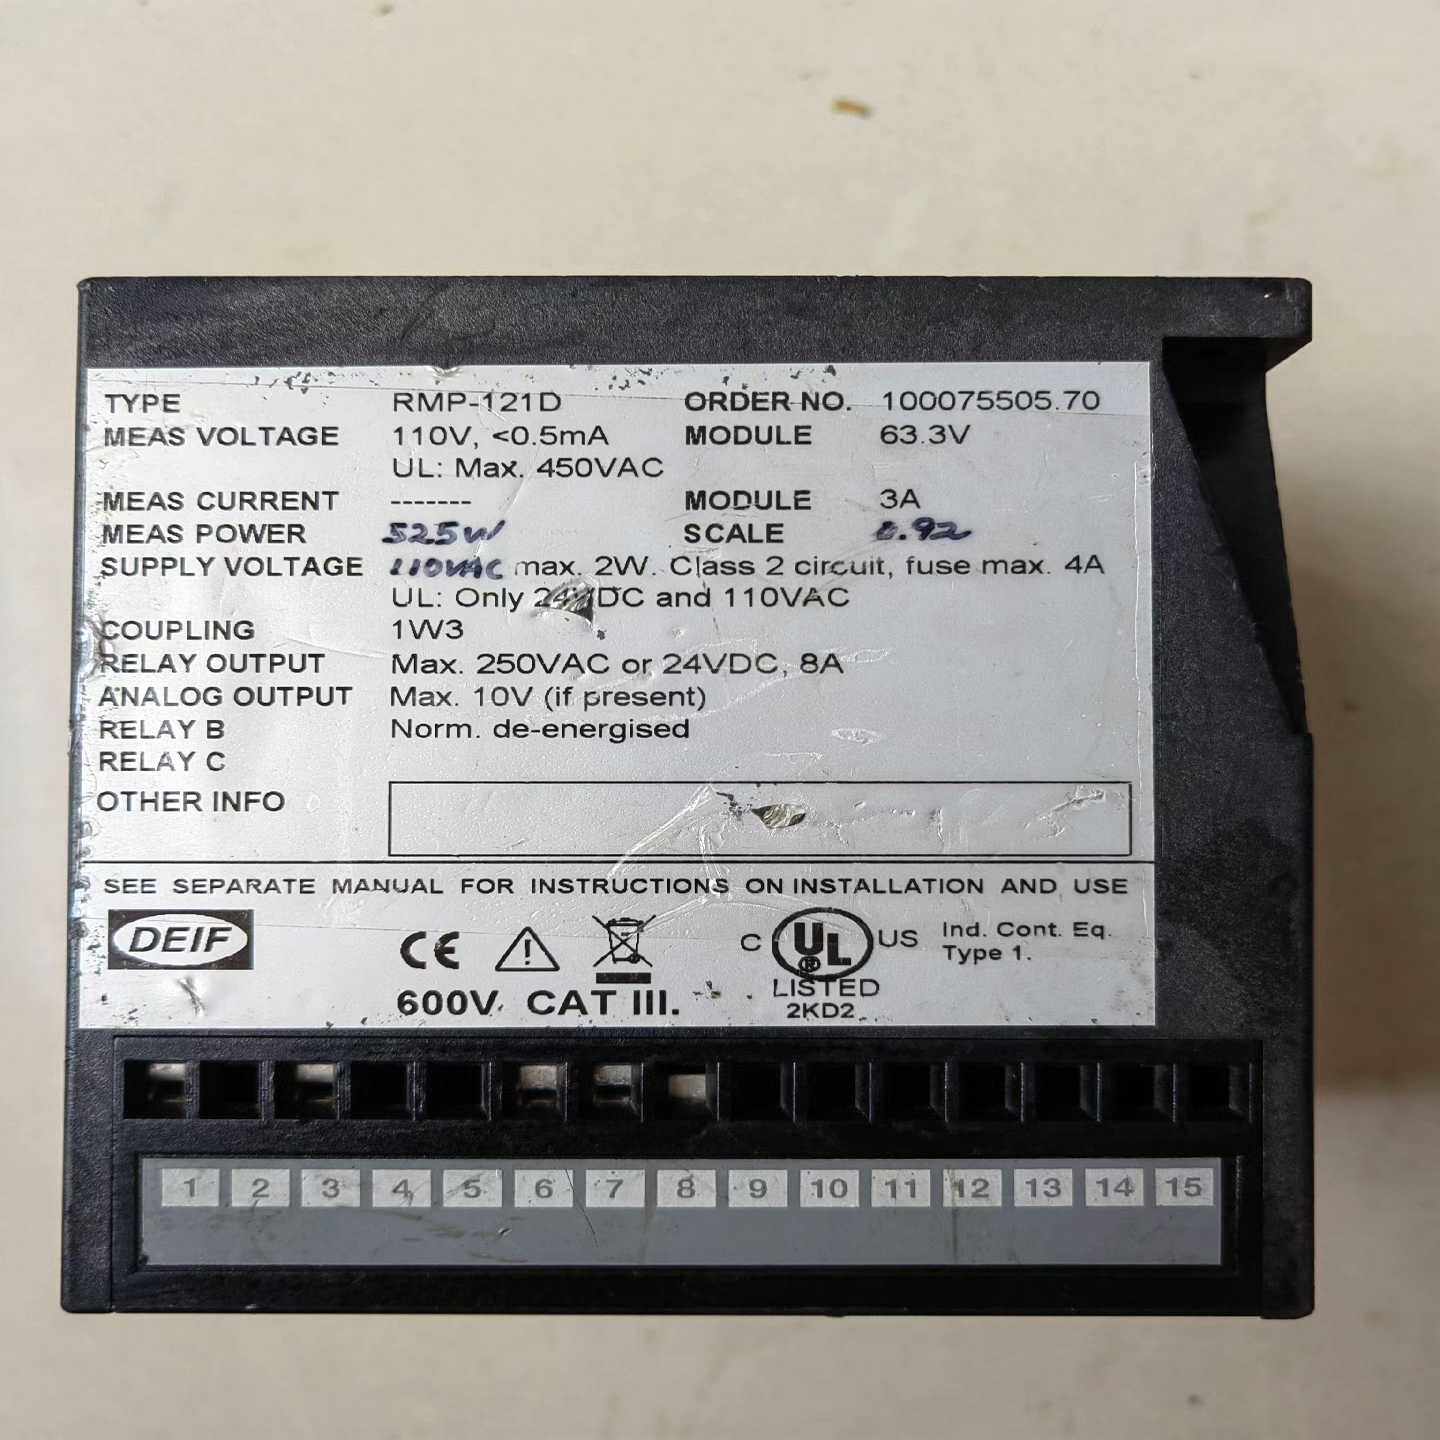 TYPE RMP-121D ORDER NO. 100075505.70
MEAS VOLTAGE 110V, <0.5mA MODULE 63.3V
UL: Max. 450VAC
MEAS CURRENT ------- MODULE 3A
MEAS POWER 525W SCALE 0.92
SUPPLY VOLTAGE 110VAC max. 2W. Class 2 circuit, fuse max. 4A
UL: Only 24VDC and 110VAC
COUPLING 1W3
RELAY OUTPUT Max. 250VAC or 24VDC, 8A
ANALOG OUTPUT Max. 10V (if present)
RELAY B Norm. de-energised
RELAY C
OTHER INFO
SEE SEPARATE MANUAL FOR INSTRUCTIONS ON INSTALLATION AND USE
DEIF CE C UL ® US Ind. Cont. Eq.
Type 1.
LISTED
600V CAT III. 2KD2
1 2 3 4 5 6 7 8 9 10 11 12 13 14 15